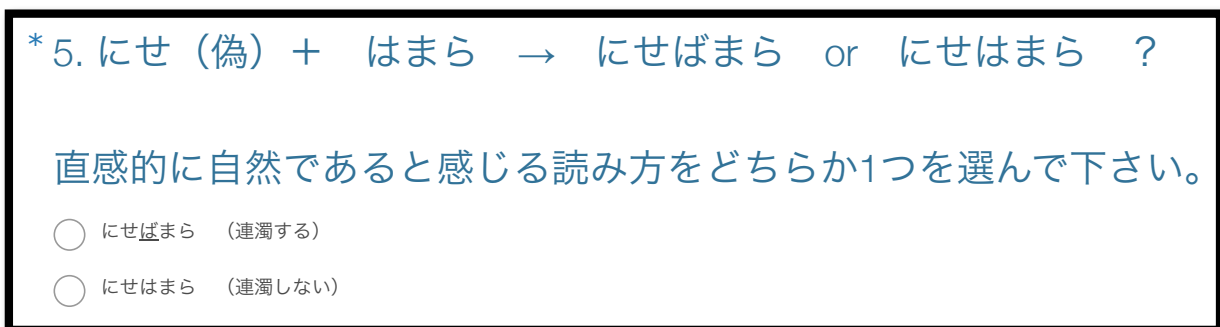 *5. にせ（偽）＋　はまら　→　にせばまら　or　にせはまら　？
直感的に自然であると感じる読み方をどちらか1つを選んで下さい。
にせばまら　（連濁する）
にせはまら　（連濁しない）